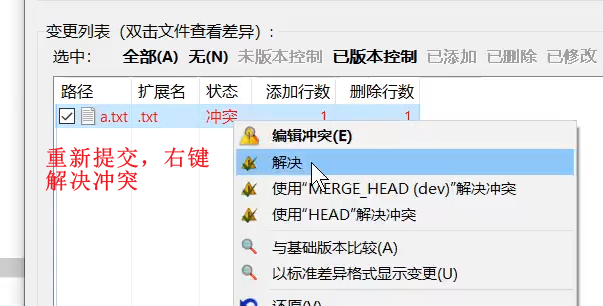 变更列表（双击文件查看差异）:
选中: 全部(A) 无(N) 未版本控制 已版本控制 已添加 已删除 已修改
路径 扩展名 状态 添加行数 删除行数
a.txt .txt 冲突 1 1
重新提交，右键
解决冲突
编辑冲突(E)
解决
使用“MERGE_HEAD (dev)”解决冲突
使用“HEAD”解决冲突
与基础版本比较(A)
以标准差异格式显示变更(U)
还原(V)